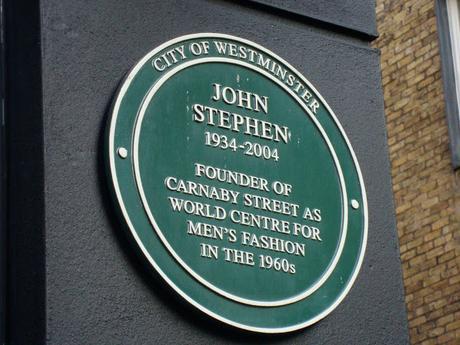 CITY OF WESTMINSTER
JOHN
STEPHEN
1934-2004
FOUNDER OF
CARNABY STREET AS
WORLD CENTRE FOR
MEN'S FASHION
IN THE 1960s